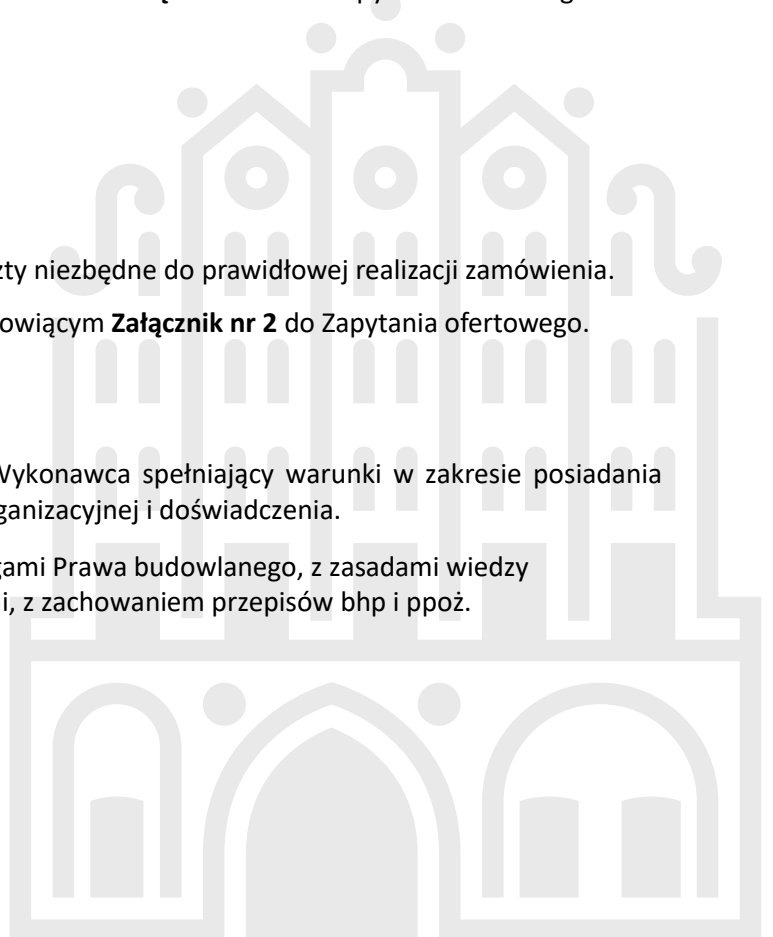 zty niezbędne do prawidłowej realizacji zamówienia.
owiącym Załącznik nr 2 do Zapytania ofertowego.
Wykonawca spełniający warunki w zakresie posiadania
ganizacyjnej i doświadczenia.
gami Prawa budowlanego, z zasadami wiedzy
i, z zachowaniem przepisów bhp i ppoż.